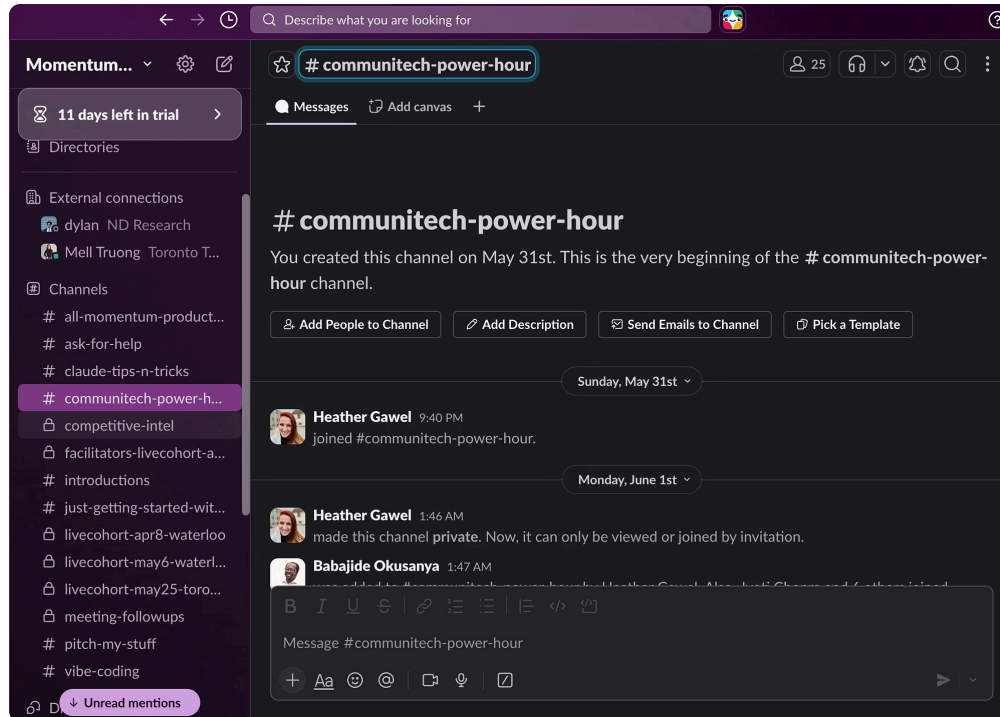 Describe what you are looking for
Momentum...
11 days left in trial
Directories
External connections
dylan ND Research
Mell Truong Toronto T...
Channels
all-momentum-product...
ask-for-help
claude-tips-n-tricks
communitech-power-h...
competitive-intel
facilitators-livecohort-a...
introductions
just-getting-started-wit...
livecohort-apr8-waterloo
livecohort-may6-waterl...
livecohort-may25-toro...
meeting-followups
pitch-my-stuff
vibe-coding
↓ Unread mentions
# communitech-power-hour
25
Messages
Add canvas
# communitech-power-hour
You created this channel on May 31st. This is the very beginning of the # communitech-power-
hour channel.
Add People to Channel
Add Description
Send Emails to Channel
Pick a Template
Sunday, May 31st
Heather Gawel 9:40 PM
joined #communitech-power-hour.
Monday, June 1st
Heather Gawel 1:46 AM
made this channel private. Now, it can only be viewed or joined by invitation.
Babajide Okusanya 1:47 AM
B I U S
Message #communitech-power-hour
Aa